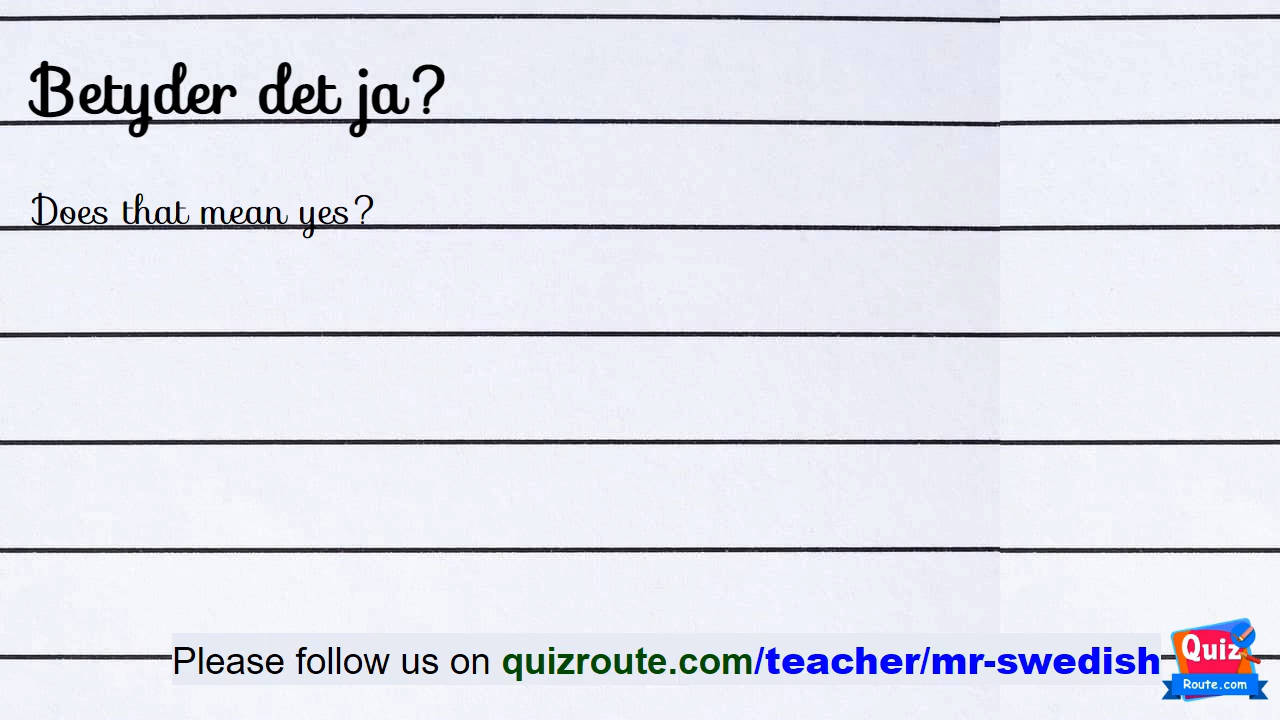 Betyder det ja?
Does that mean yes?
Please follow us on quizroute.com/teacher/mr-swedish
Quiz
Route.com